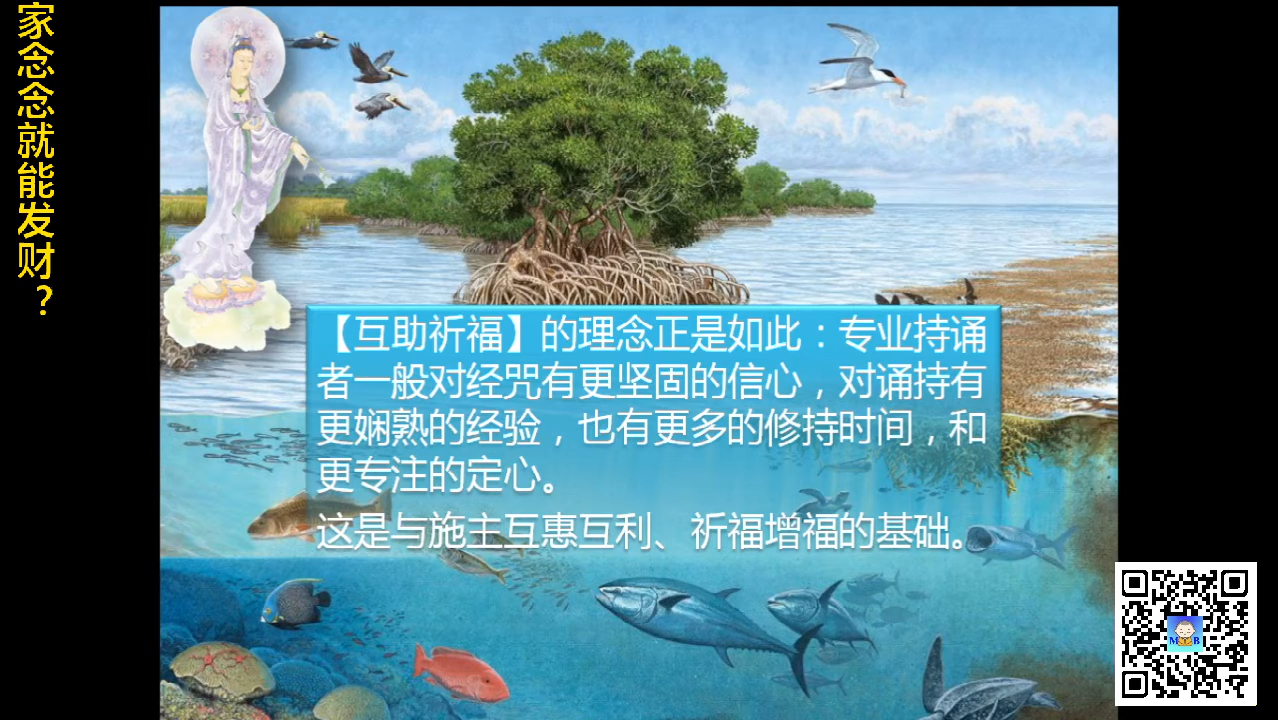 家念念就能发财？
【互助祈福】的理念正是如此：专业持诵
者一般对经咒有更坚固的信心，对诵持有
更娴熟的经验，也有更多的修持时间，和
更专注的定心。
这是与施主互惠互利、祈福增福的基础。
M B